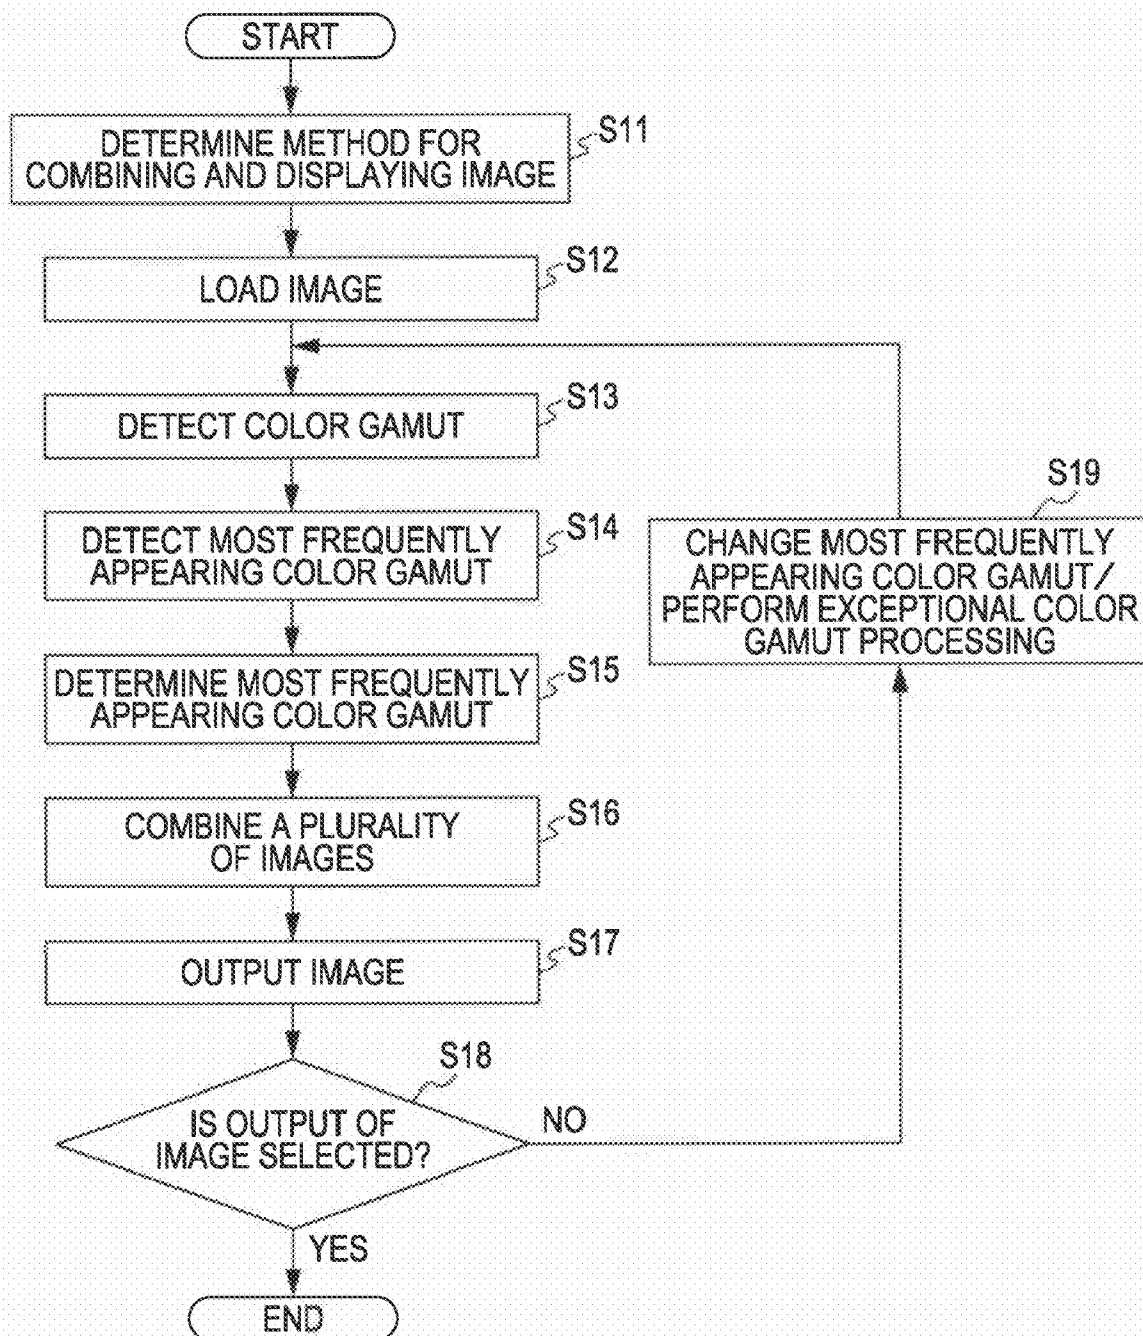 START
DETERMINE METHOD FOR
COMBINING AND DISPLAYING IMAGE
S11
LOAD IMAGE
S12
DETECT COLOR GAMUT
S13
DETECT MOST FREQUENTLY
APPEARING COLOR GAMUT
S14
DETERMINE MOST FREQUENTLY
APPEARING COLOR GAMUT
S15
COMBINE A PLURALITY
OF IMAGES
S16
OUTPUT IMAGE
S17
IS OUTPUT OF
IMAGE SELECTED?
S18
NO
YES
END
S19
CHANGE MOST FREQUENTLY
APPEARING COLOR GAMUT/
PERFORM EXCEPTIONAL COLOR
GAMUT PROCESSING